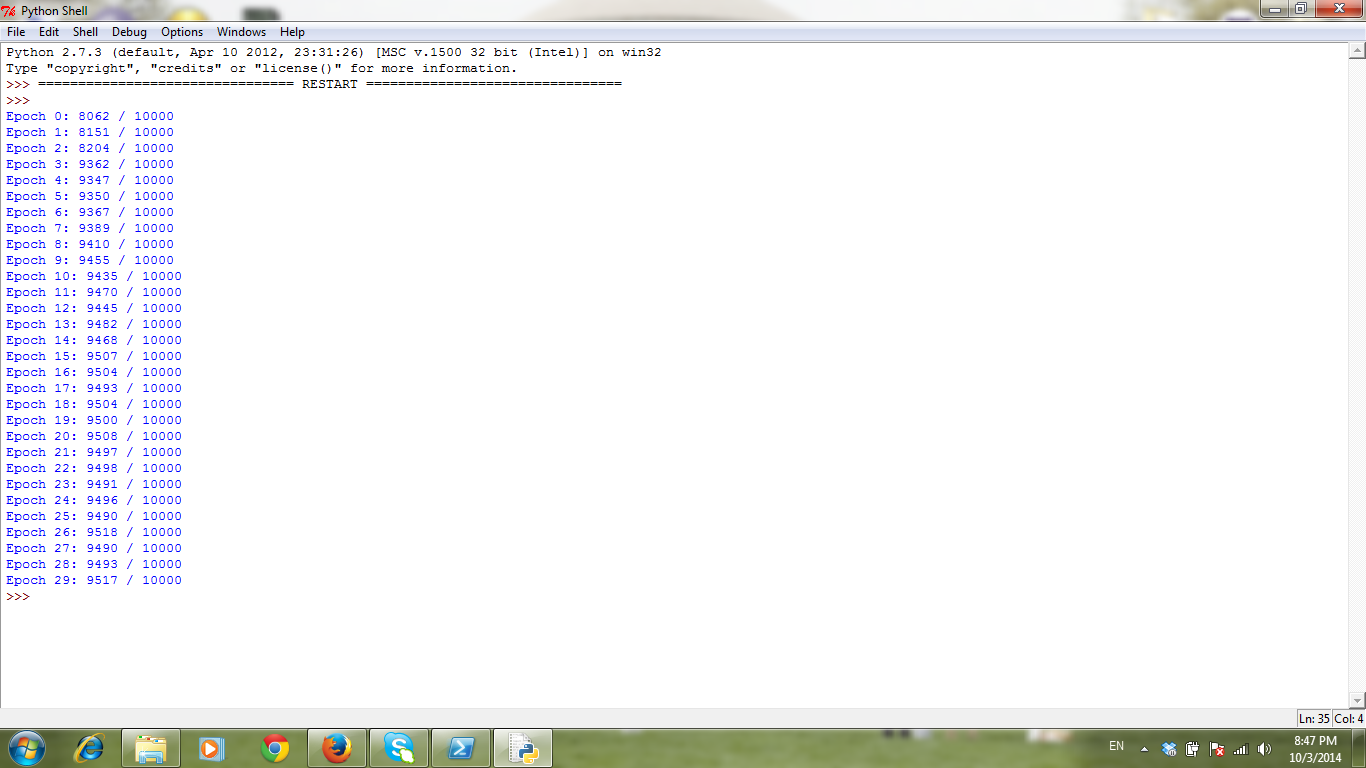 Python Shell
File Edit Shell Debug Options Windows Help
Python 2.7.3 (default, Apr 10 2012, 23:31:26) [MSC v.1500 32 bit (Intel)] on win32
Type "copyright", "credits" or "license()" for more information.
>>> ================================ RESTART ================================
>>>
Epoch 0: 8062 / 10000
Epoch 1: 8151 / 10000
Epoch 2: 8204 / 10000
Epoch 3: 9362 / 10000
Epoch 4: 9347 / 10000
Epoch 5: 9350 / 10000
Epoch 6: 9367 / 10000
Epoch 7: 9389 / 10000
Epoch 8: 9410 / 10000
Epoch 9: 9455 / 10000
Epoch 10: 9435 / 10000
Epoch 11: 9470 / 10000
Epoch 12: 9445 / 10000
Epoch 13: 9482 / 10000
Epoch 14: 9468 / 10000
Epoch 15: 9507 / 10000
Epoch 16: 9504 / 10000
Epoch 17: 9493 / 10000
Epoch 18: 9504 / 10000
Epoch 19: 9500 / 10000
Epoch 20: 9508 / 10000
Epoch 21: 9497 / 10000
Epoch 22: 9498 / 10000
Epoch 23: 9491 / 10000
Epoch 24: 9496 / 10000
Epoch 25: 9490 / 10000
Epoch 26: 9518 / 10000
Epoch 27: 9490 / 10000
Epoch 28: 9493 / 10000
Epoch 29: 9517 / 10000
>>>
Ln: 35 Col: 4
EN
8:47 PM
10/3/2014